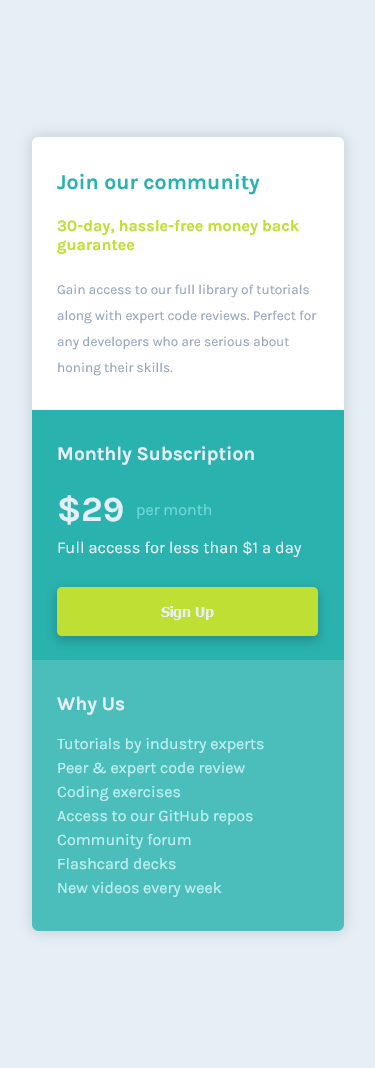 Join our community
30-day, hassle-free money back
guarantee
Gain access to our full library of tutorials
along with expert code reviews. Perfect for
any developers who are serious about
honing their skills.
Monthly Subscription
$29 per month
Full access for less than $1 a day
Sign Up
Why Us
Tutorials by industry experts
Peer & expert code review
Coding exercises
Access to our GitHub repos
Community forum
Flashcard decks
New videos every week